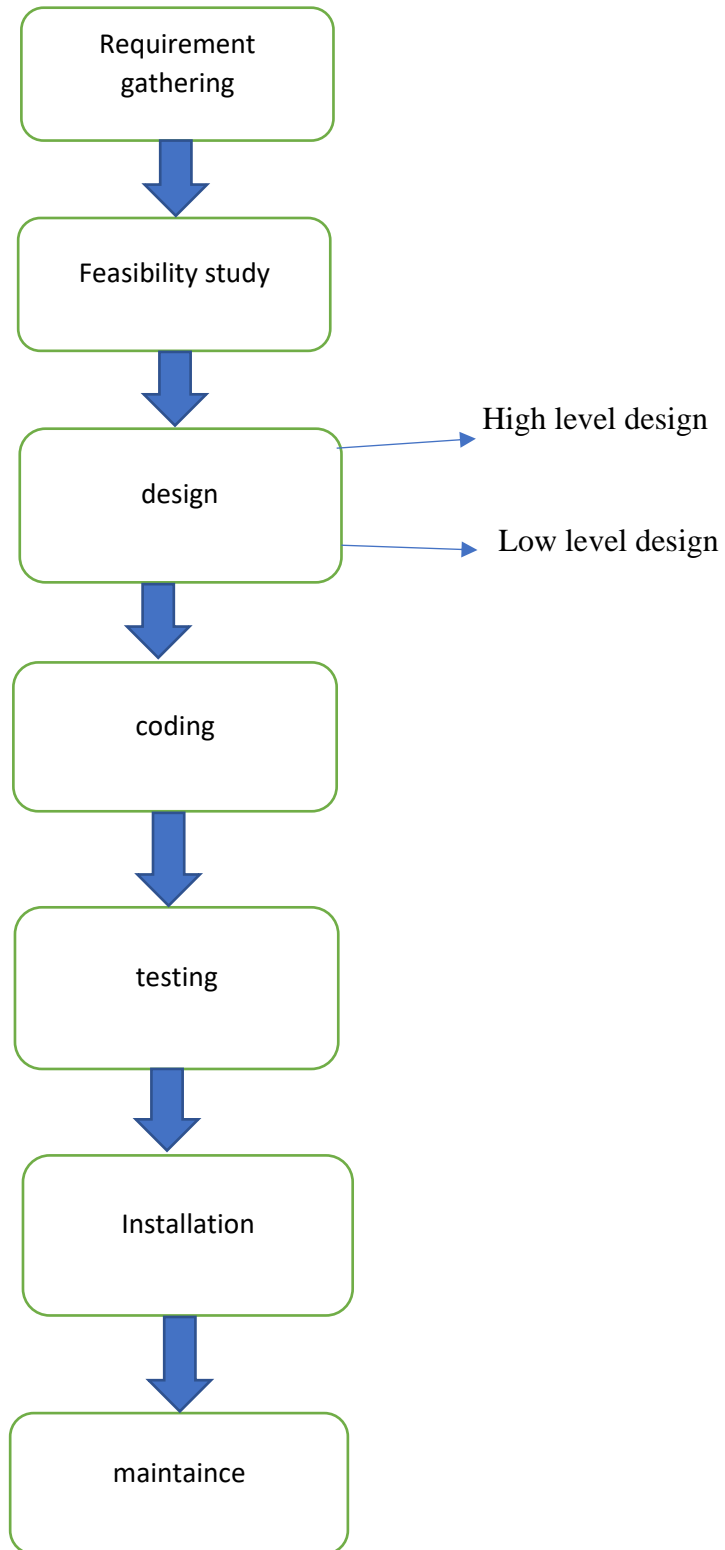 Requirement
gathering
Feasibility study
High level design
design
Low level design
coding
testing
Installation
maintaince